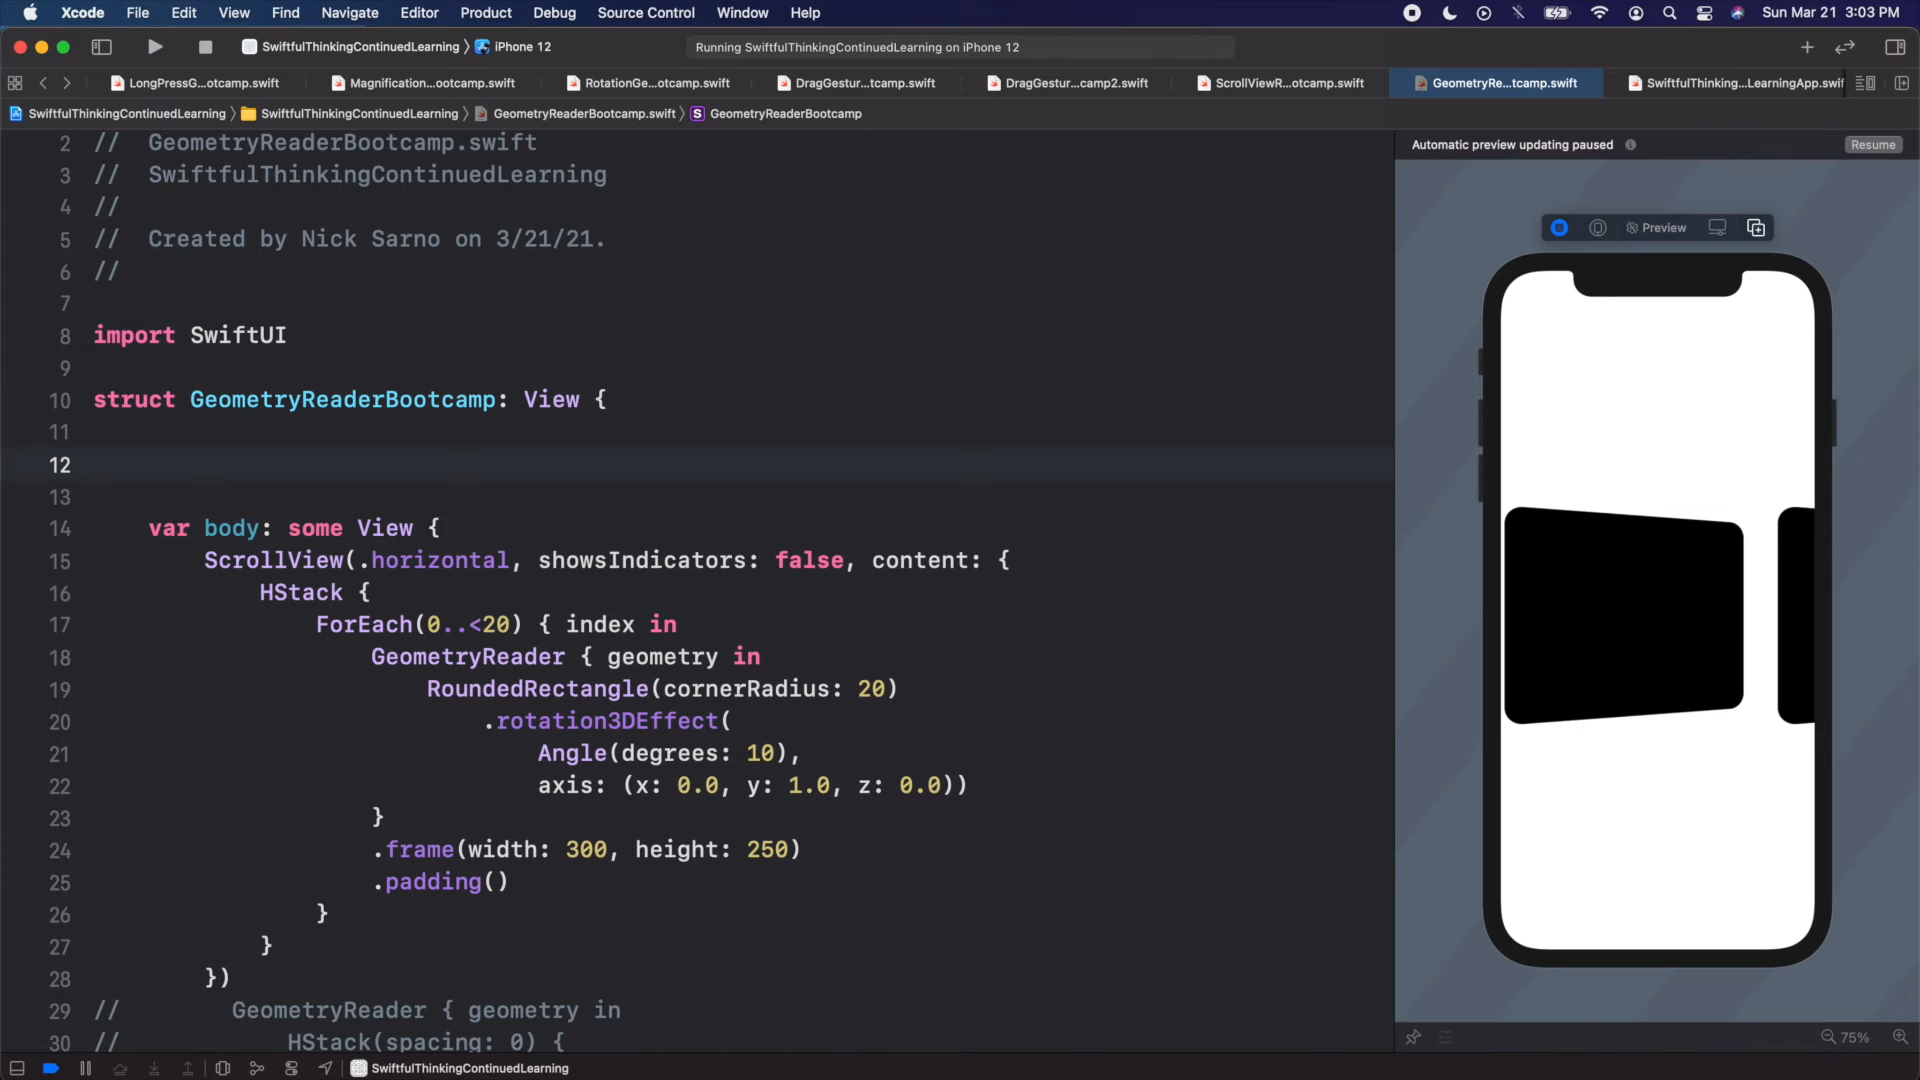 Xcode File Edit View Find Navigate Editor Product Debug Source Control Window Help Sun Mar 21 3:03 PM
SwiftfulThinkingContinuedLearning 〉 iPhone 12 Running SwiftfulThinkingContinuedLearning on iPhone 12
LongPressG...otcamp.swift Magnification...ootcamp.swift RotationGe...otcamp.swift DragGestur...tcamp.swift DragGestur...camp2.swift ScrollViewR...otcamp.swift GeometryRe...tcamp.swift SwiftfulThinking...LearningApp.swif
SwiftfulThinkingContinuedLearning 〉 SwiftfulThinkingContinuedLearning 〉 GeometryReaderBootcamp.swift 〉 S GeometryReaderBootcamp
Automatic preview updating paused Resume
Preview
2 // GeometryReaderBootcamp.swift
3 // SwiftfulThinkingContinuedLearning
4 //
5 // Created by Nick Sarno on 3/21/21.
6 //
7
8 import SwiftUI
9
10 struct GeometryReaderBootcamp: View {
11
12
13
14 var body: some View {
15 ScrollView(.horizontal, showsIndicators: false, content: {
16 HStack {
17 ForEach(0..<20) { index in
18 GeometryReader { geometry in
19 RoundedRectangle(cornerRadius: 20)
20 .rotation3DEffect(
21 Angle(degrees: 10),
22 axis: (x: 0.0, y: 1.0, z: 0.0))
23 }
24 .frame(width: 300, height: 250)
25 .padding()
26 }
27 }
28 })
29 // GeometryReader { geometry in
30 // HStack(spacing: 0) {
75%
SwiftfulThinkingContinuedLearning